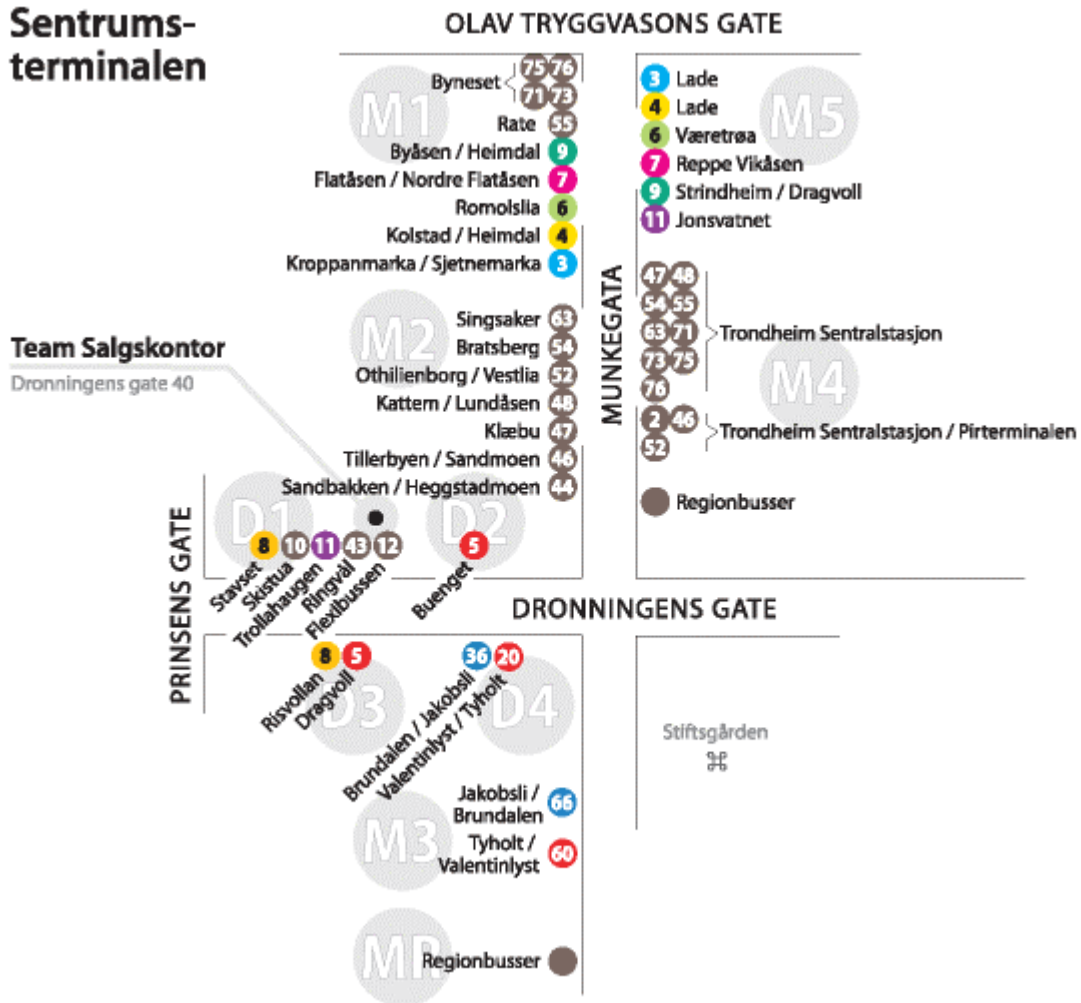 Sentrums-
terminalen
OLAV TRYGGVASONS GATE
M1
Byneset 75 76
71 73
Rate 55
Byåsen / Heimdal 9
Flatåsen / Nordre Flatåsen 7
Romolslia 6
Kolstad / Heimdal 4
Kroppanmarka / Sjetnemarka 3
M5
3 Lade
4 Lade
6 Væretrøa
7 Reppe Vikåsen
9 Strindheim / Dragvoll
11 Jonsvatnet
MUNKEGATA
M2
Singsaker 63
Bratsberg 54
Othilienborg / Vestlia 52
Kattem / Lundåsen 48
Klæbu 47
Tillerbyen / Sandmoen 46
Sandbakken / Heggstadmoen 44
M4
47 48
54 55
63 71 Trondheim Sentralstasjon
73 75
76
2 46 Trondheim Sentralstasjon / Pirterminalen
52
Regionbusser
Team Salgskontor
Dronningens gate 40
PRINSENS GATE
D1
8 Stavset
10 Skistua
11 Trollahaugen
43 Ringvål
12 Flexibussen
D2
5 Buenget
DRONNINGENS GATE
D3
8 Risvollan
5 Dragvoll
D4
36 Brundalen / Jakobsli
20 Valentinlyst / Tyholt
Stiftsgården
⌘
M3
Jakobsli /
Brundalen 66
Tyholt /
Valentinlyst 60
MR
Regionbusser